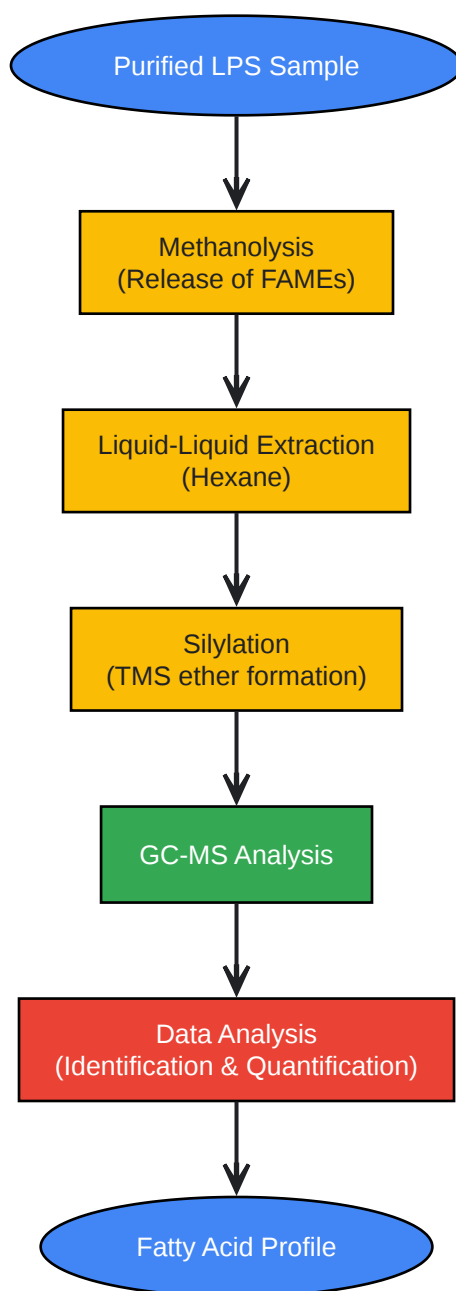 Purified LPS Sample
Methanolysis
(Release of FAMEs)
Liquid-Liquid Extraction
(Hexane)
Silylation
(TMS ether formation)
GC-MS Analysis
Data Analysis
(Identification & Quantification)
Fatty Acid Profile